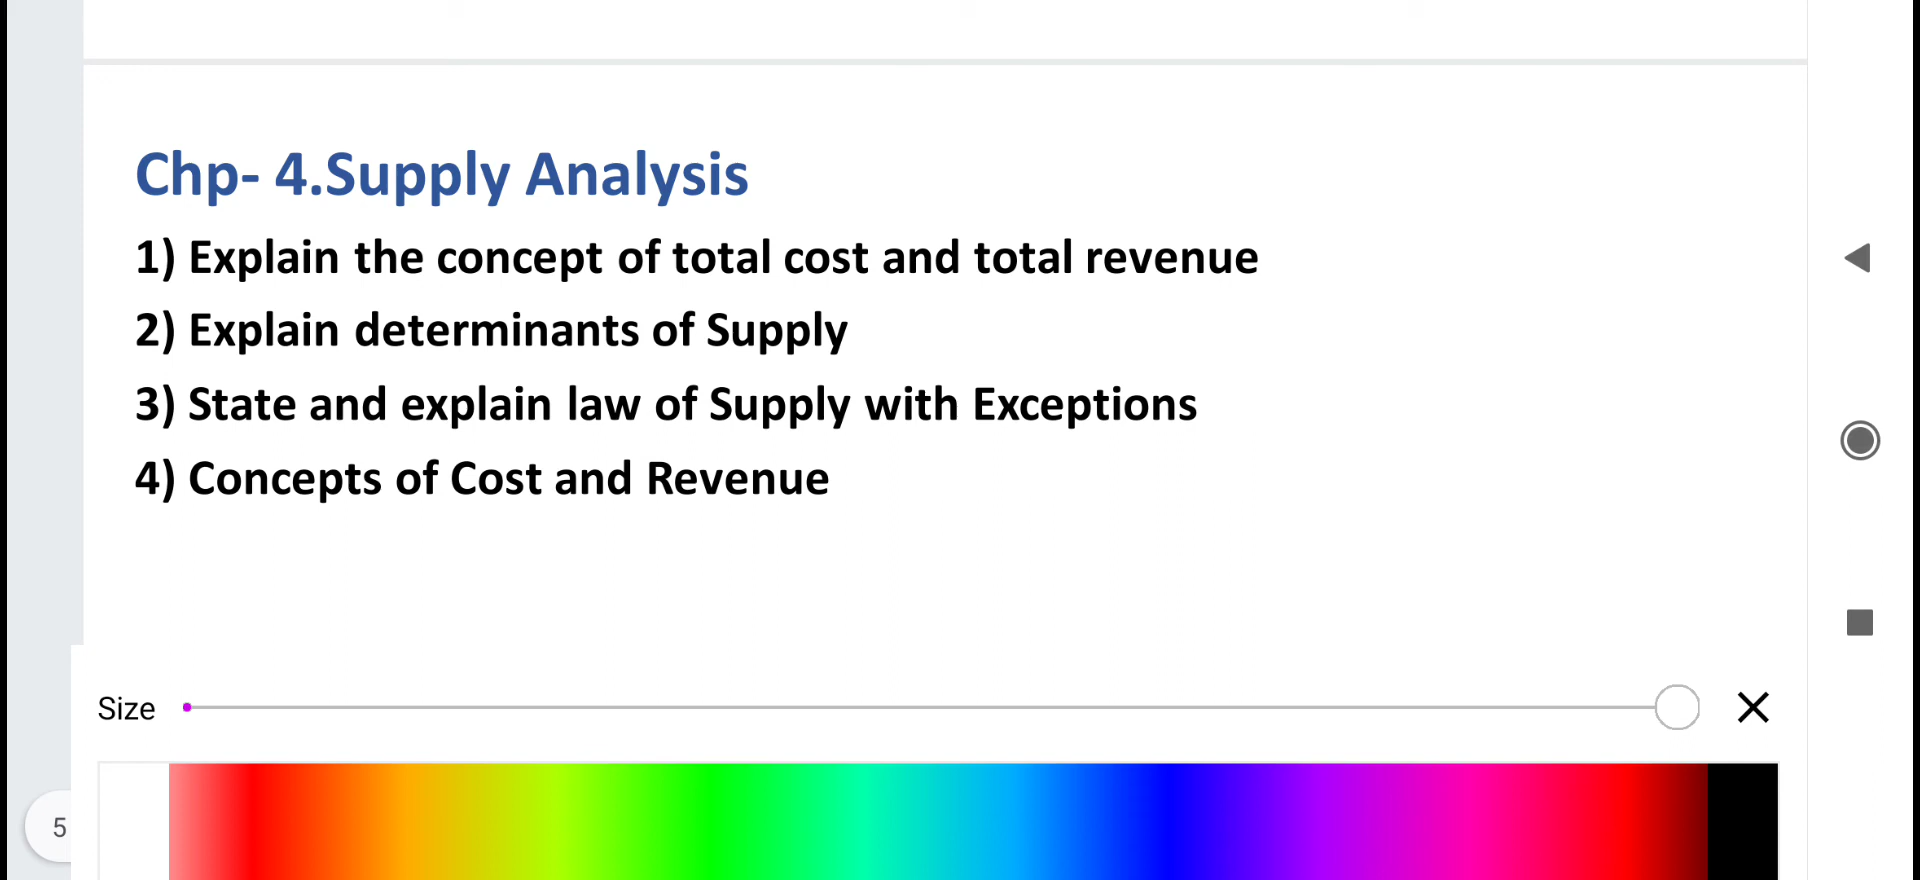 Chp- 4.Supply Analysis
1) Explain the concept of total cost and total revenue
2) Explain determinants of Supply
3) State and explain law of Supply with Exceptions
4) Concepts of Cost and Revenue
Size
5